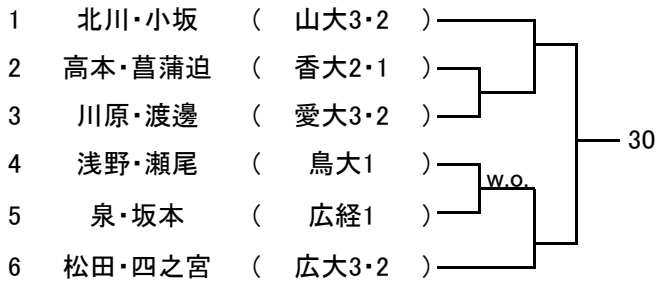 1 北川・小坂 ( 山大3・2 )
2 高本・菖蒲迫 ( 香大2・1 )
3 川原・渡邊 ( 愛大3・2 )
30
4 浅野・瀬尾 ( 鳥大1 )
w.o.
5 泉・坂本 ( 広経1 )
6 松田・四之宮 ( 広大3・2 )